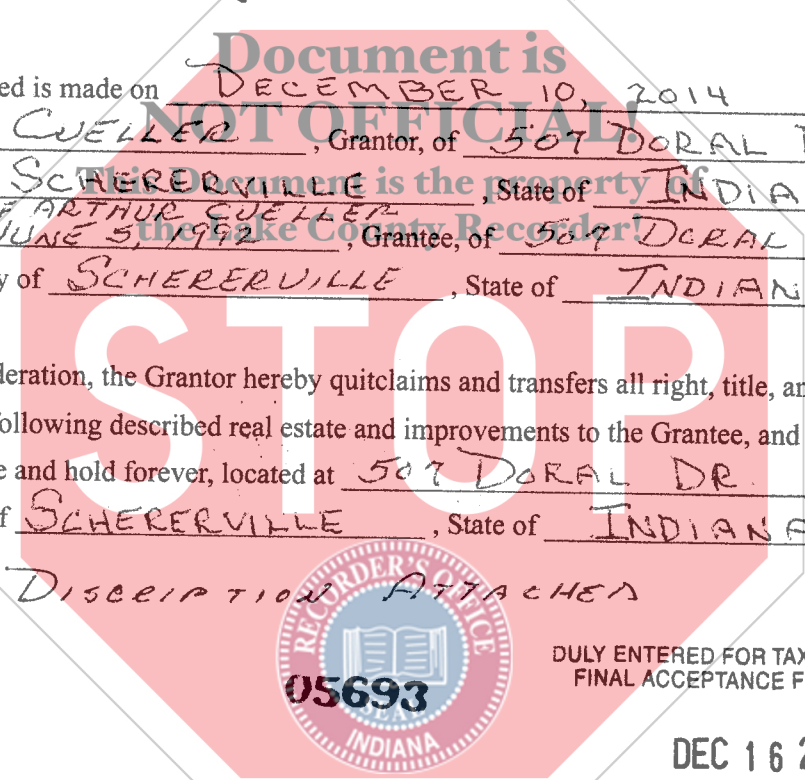 Document is
ed is made on DECEMBER 10, 2014
NOT OFFICIAL!
CUELLER, Grantor, of 507 DORAL
This Document is the property of
SCHERERVILLE, State of INDIA
ARTHUR CUELLER
the Lake County Recorder!
JUNE 5, 1992, Grantee, of 507 DORAL
y of SCHERERVILLE, State of INDIAN
STOP
deration, the Grantor hereby quitclaims and transfers all right, title, an
following described real estate and improvements to the Grantee, and
e and hold forever, located at 507 DORAL DR.
f SCHERERVILLE, State of INDIANA
DISCRIPTION ATTACHED
RECORDER'S OFFICE
SEAL
INDIANA
05693
DULY ENTERED FOR TAX
FINAL ACCEPTANCE F
DEC 16 2